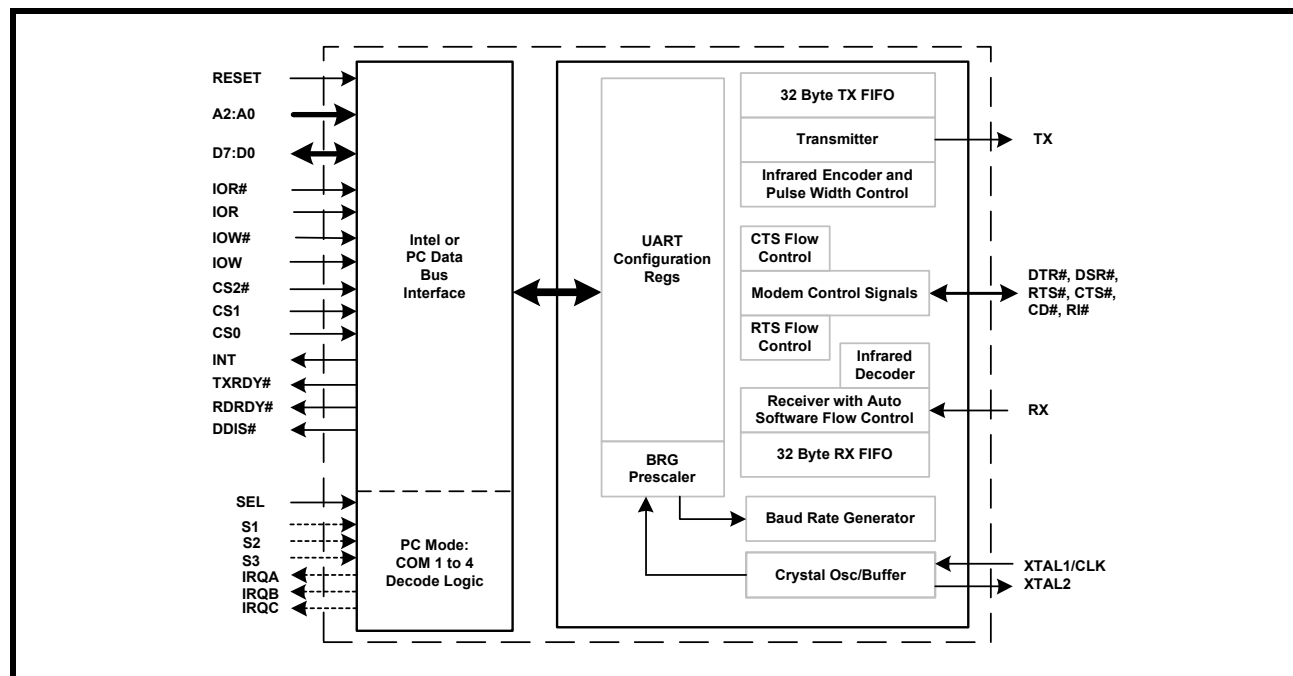 RESET
A2:A0
D7:D0
IOR#
IOR
IOW#
IOW
CS2#
CS1
CS0
INT
TXRDY#
RDRDY#
DDIS#
SEL
S1
S2
S3
IRQA
IRQB
IRQC
Intel or
PC Data
Bus
Interface
PC Mode:
COM 1 to 4
Decode Logic
UART
Configuration
Regs
BRG
Prescaler
32 Byte TX FIFO
Transmitter
Infrared Encoder and
Pulse Width Control
CTS Flow
Control
Modem Control Signals
RTS Flow
Control
Infrared
Decoder
Receiver with Auto
Software Flow Control
32 Byte RX FIFO
Baud Rate Generator
Crystal Osc/Buffer
TX
DTR#, DSR#,
RTS#, CTS#,
CD#, RI#
RX
XTAL1/CLK
XTAL2